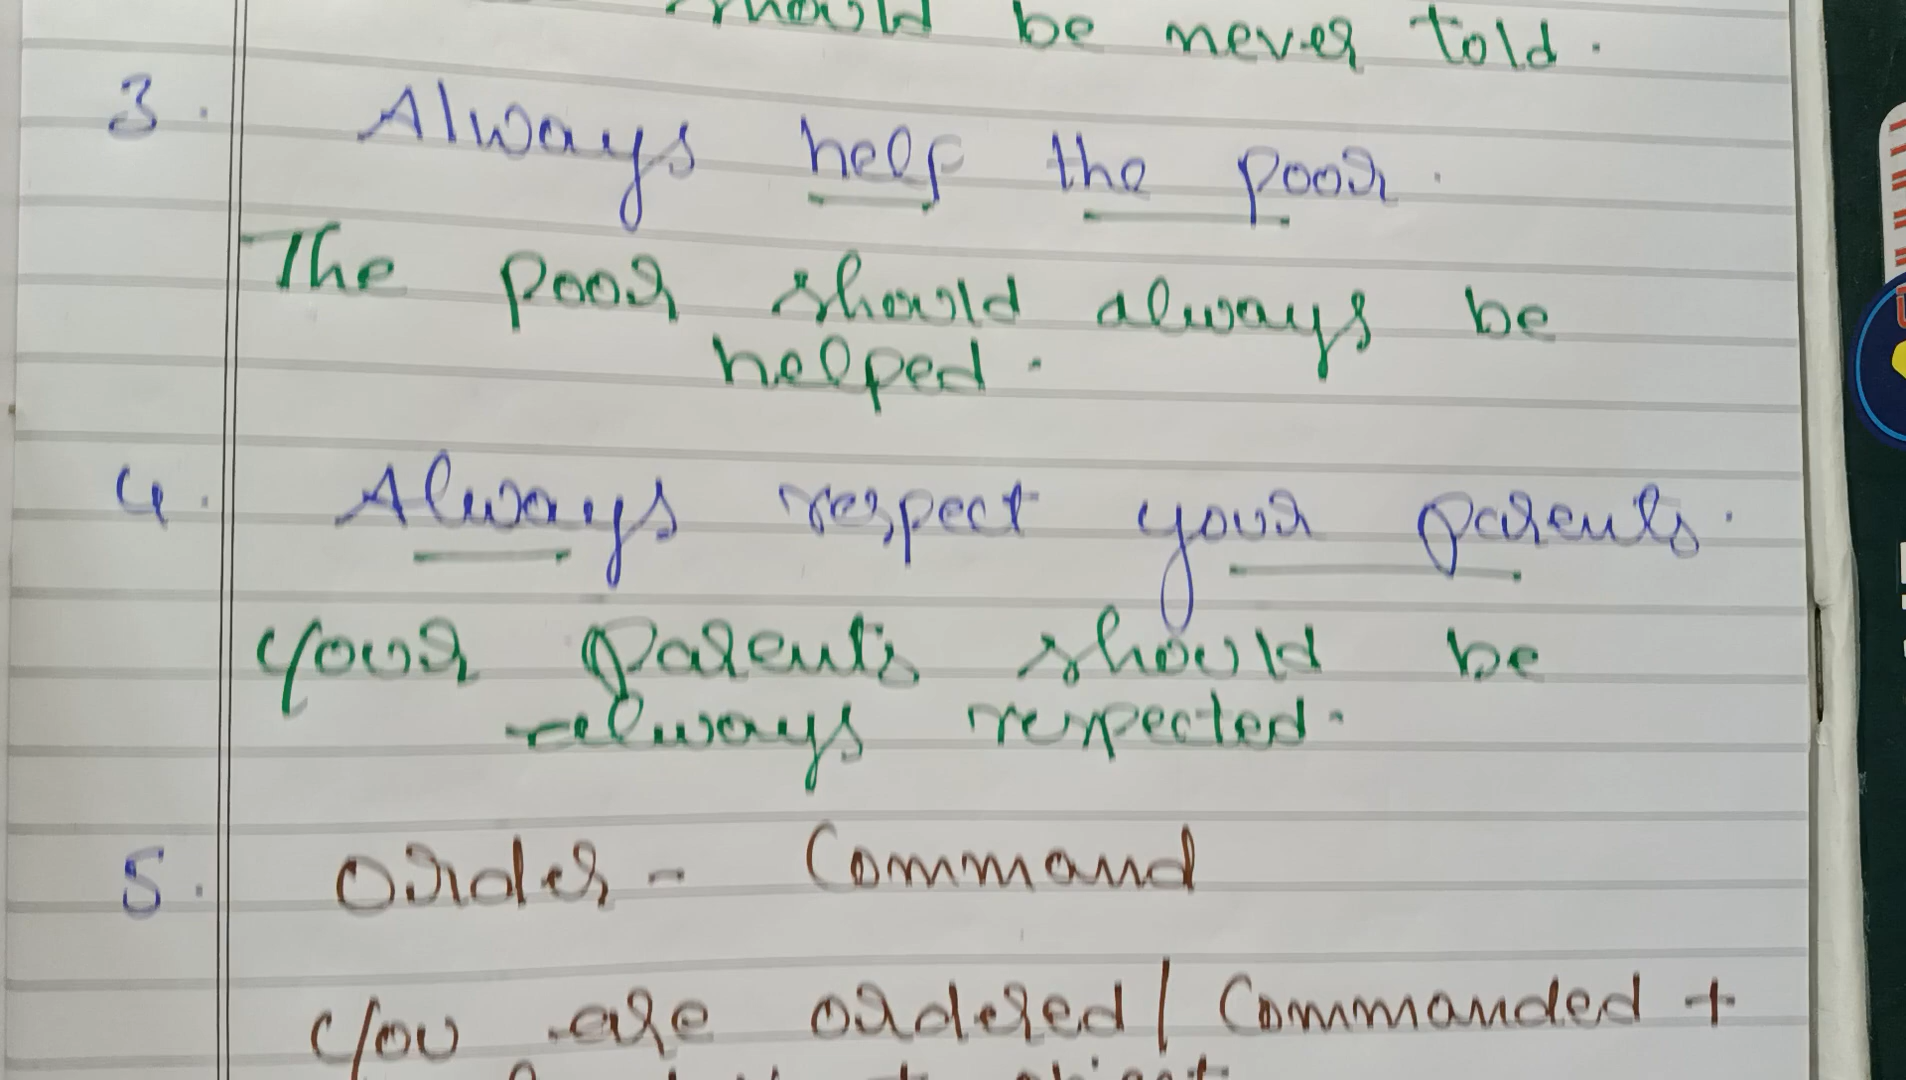 should be never told.
3. Always help the poor.
The poor should always be
helped.
4. Always respect your parents.
Your parents should be
always respected.
5. Order - Command
You are ordered / Commanded +